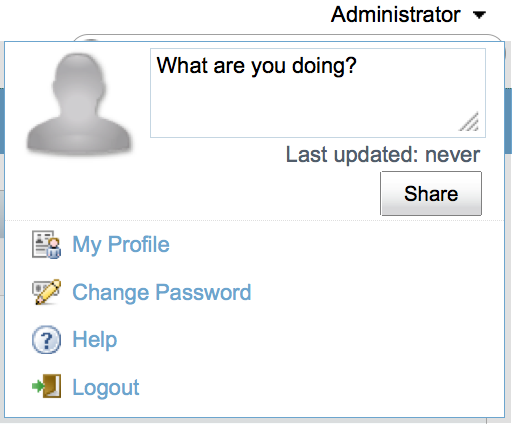 Administrator
What are you doing?
Last updated: never
Share
My Profile
Change Password
Help
Logout